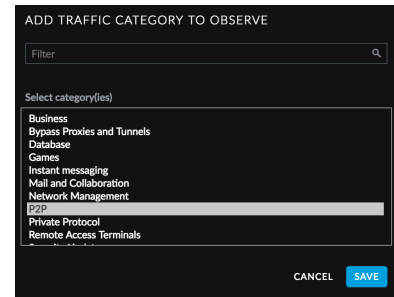 ADD TRAFFIC CATEGORY TO OBSERVE
Filter
Select category(ies)
Business
Bypass Proxies and Tunnels
Database
Games
Instant messaging
Mail and Collaboration
Network Management
P2P
Private Protocol
Remote Access Terminals
CANCEL SAVE